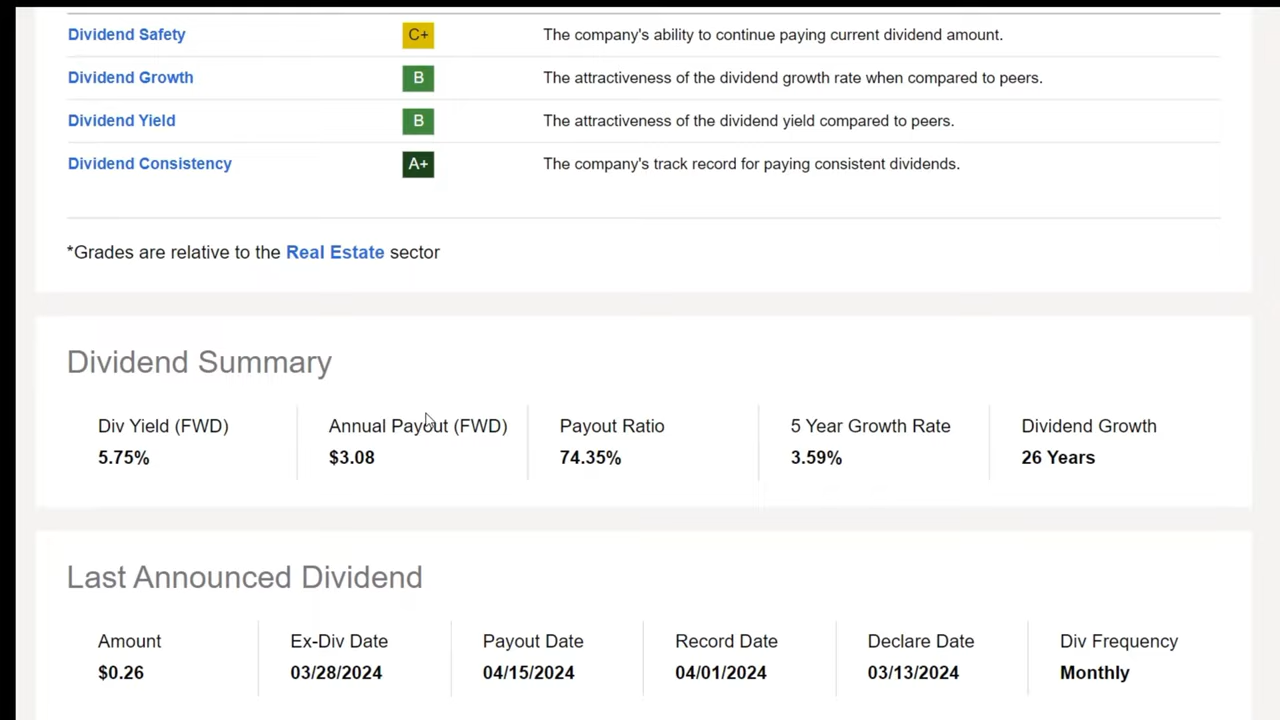 Dividend Safety C+ The company's ability to continue paying current dividend amount.
Dividend Growth B The attractiveness of the dividend growth rate when compared to peers.
Dividend Yield B The attractiveness of the dividend yield compared to peers.
Dividend Consistency A+ The company's track record for paying consistent dividends.
*Grades are relative to the Real Estate sector
Dividend Summary
Div Yield (FWD) Annual Payout (FWD) Payout Ratio 5 Year Growth Rate Dividend Growth
5.75% $3.08 74.35% 3.59% 26 Years
Last Announced Dividend
Amount Ex-Div Date Payout Date Record Date Declare Date Div Frequency
$0.26 03/28/2024 04/15/2024 04/01/2024 03/13/2024 Monthly